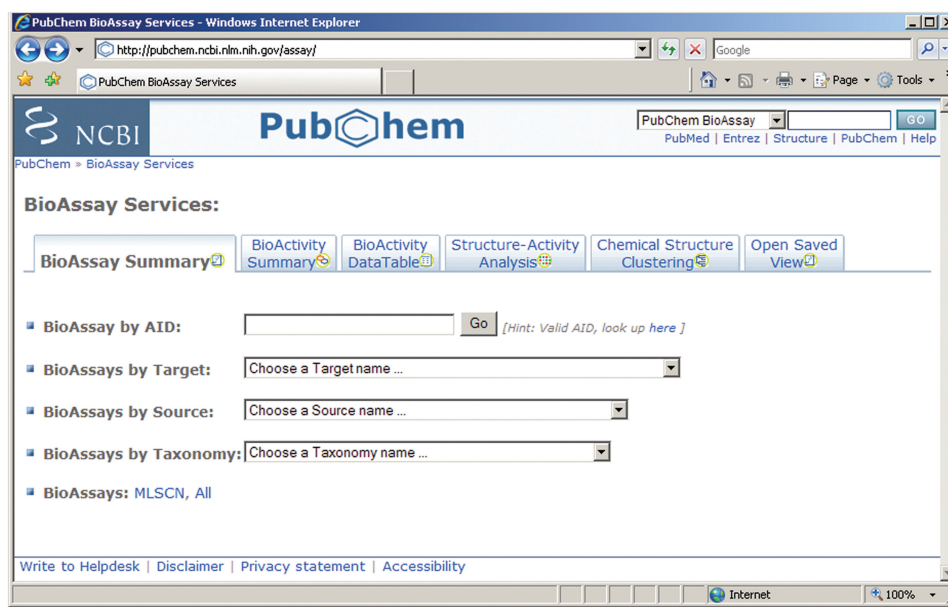 PubChem BioAssay Services - Windows Internet Explorer
http://pubchem.ncbi.nlm.nih.gov/assay/
Google
PubChem BioAssay Services
Page
Tools
NCBI
PubChem
PubChem BioAssay
GO
PubMed | Entrez | Structure | PubChem | Help
PubChem » BioAssay Services
BioAssay Services:
BioAssay Summary
BioActivity
Summary
BioActivity
DataTable
Structure-Activity
Analysis
Chemical Structure
Clustering
Open Saved
View
BioAssay by AID:
Go
[Hint: Valid AID, look up here ]
BioAssays by Target:
Choose a Target name ...
BioAssays by Source:
Choose a Source name ...
BioAssays by Taxonomy:
Choose a Taxonomy name ...
BioAssays: MLSCN, All
Write to Helpdesk | Disclaimer | Privacy statement | Accessibility
Internet
100%